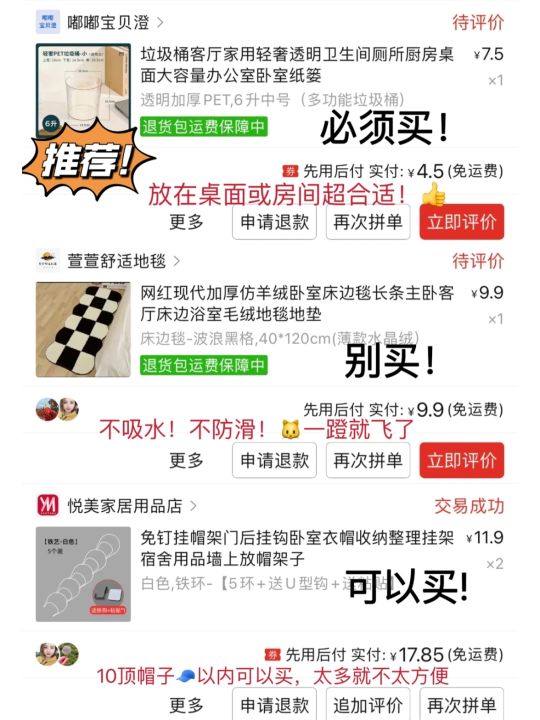 嘟嘟宝贝澄 >
待评价
轻奢PET垃圾桶-小
6升
垃圾桶客厅家用轻奢透明卫生间厕所厨房桌
面大容量办公室卧室纸篓
¥7.5
×1
透明加厚PET,6升中号（多功能垃圾桶）
退货包运费保障中
必须买！
推荐！
券 先用后付 实付: ¥4.5(免运费)
放在桌面或房间超合适！👍
更多 申请退款 再次拼单 立即评价
萱萱舒适地毯 >
待评价
网红现代加厚仿羊绒卧室床边毯长条主卧客
厅床边浴室毛绒地毯地垫
¥9.9
×1
床边毯-波浪黑格,40*120cm(薄款水晶绒)
退货包运费保障中
别买！
先用后付 实付: ¥9.9(免运费)
不吸水！不防滑！🐱一蹬就飞了
更多 申请退款 再次拼单 立即评价
悦美家居用品店 >
交易成功
【铁艺-白色】
5个圈
免钉挂帽架门后挂钩卧室衣帽收纳整理挂架
宿舍用品墙上放帽架子
¥11.9
×2
白色,铁环-【5环+送U型钩+送粘贴】
可以买!
券 先用后付 实付: ¥17.85(免运费)
10顶帽子🧢以内可以买，太多就不太方便
更多 申请退款 追加评价 再次拼单